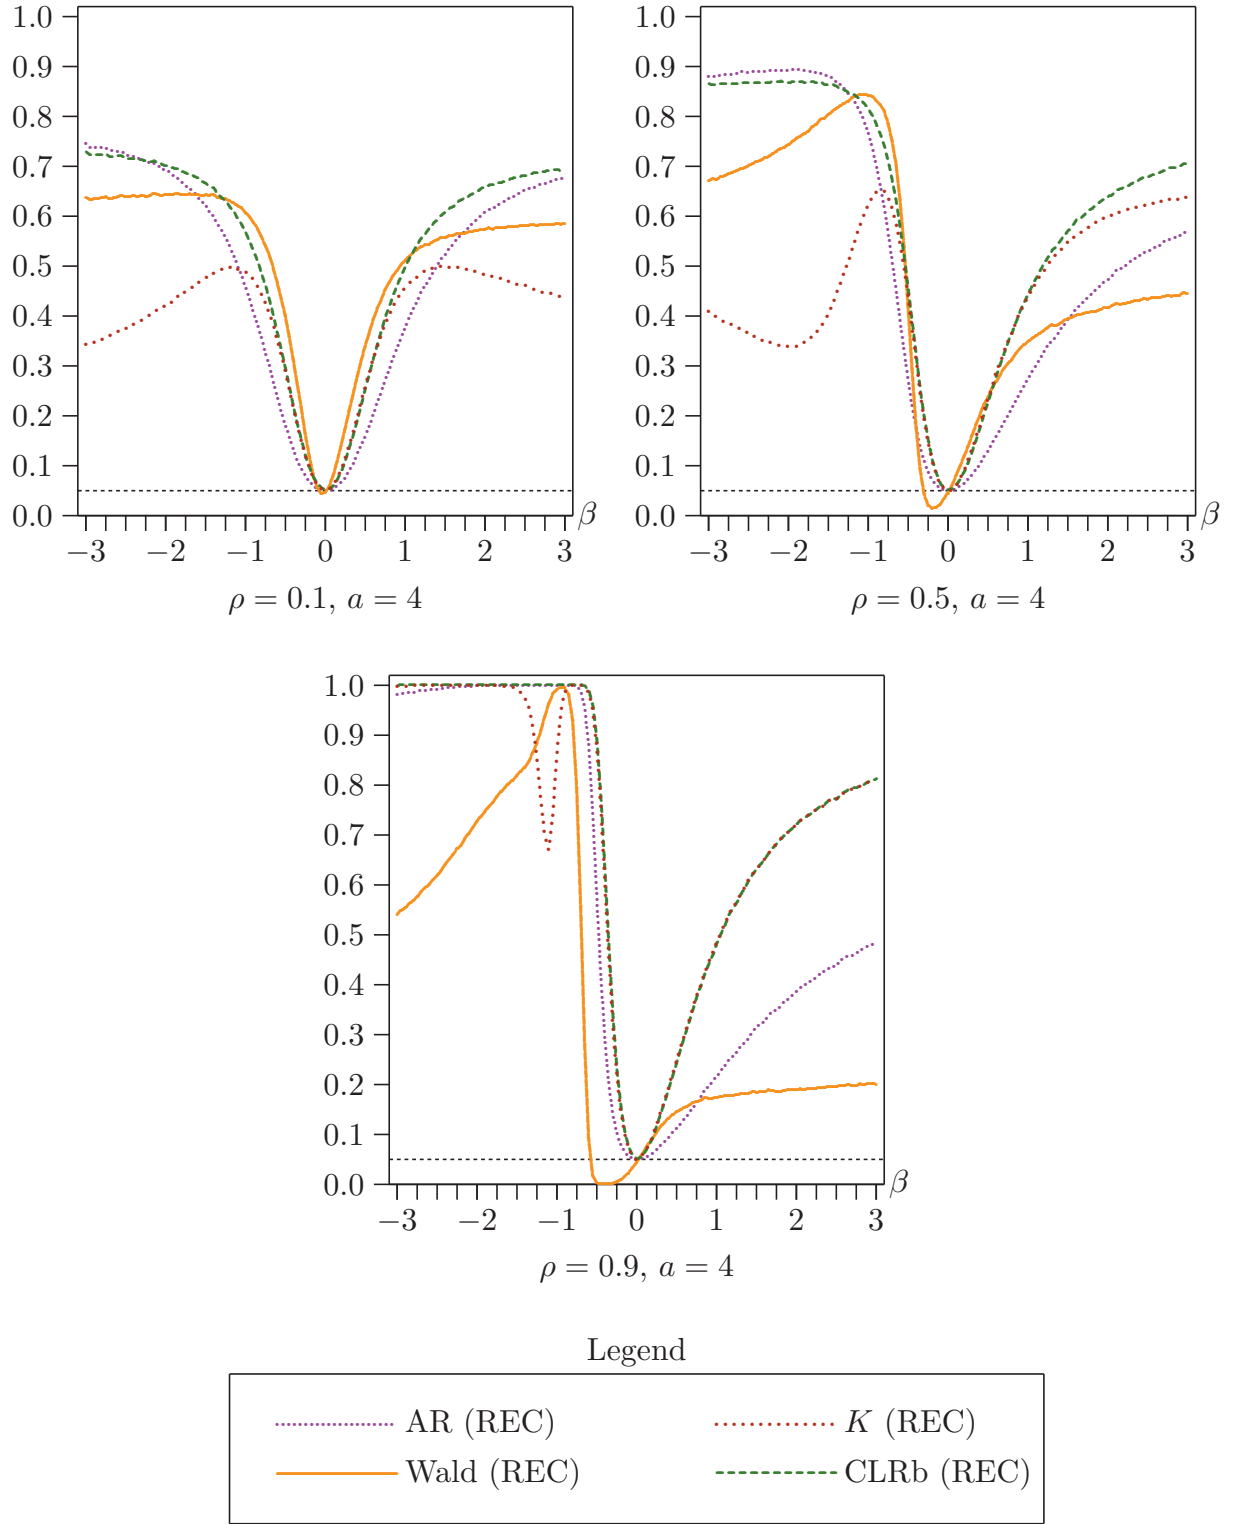 1.0
0.9
0.8
0.7
0.6
0.5
0.4
0.3
0.2
0.1
0.0
−3 −2 −1 0 1 2 3
β
ρ = 0.1, a = 4
1.0
0.9
0.8
0.7
0.6
0.5
0.4
0.3
0.2
0.1
0.0
−3 −2 −1 0 1 2 3
β
ρ = 0.5, a = 4
1.0
0.9
0.8
0.7
0.6
0.5
0.4
0.3
0.2
0.1
0.0
−3 −2 −1 0 1 2 3
β
ρ = 0.9, a = 4
Legend
AR (REC)
K (REC)
Wald (REC)
CLRb (REC)